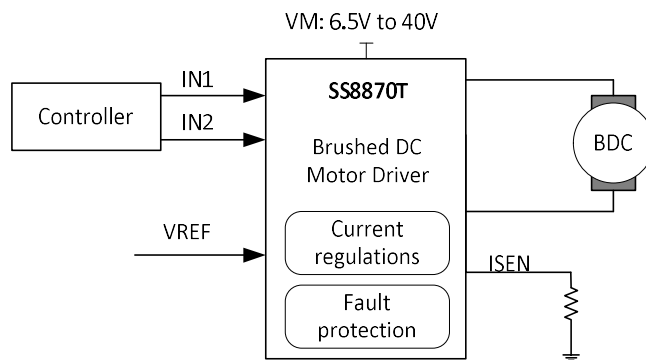 VM: 6.5V to 40V
IN1
SS8870T
Controller
IN2
BDC
Brushed DC
Motor Driver
VREF
Current
regulations
ISEN
Fault
protection